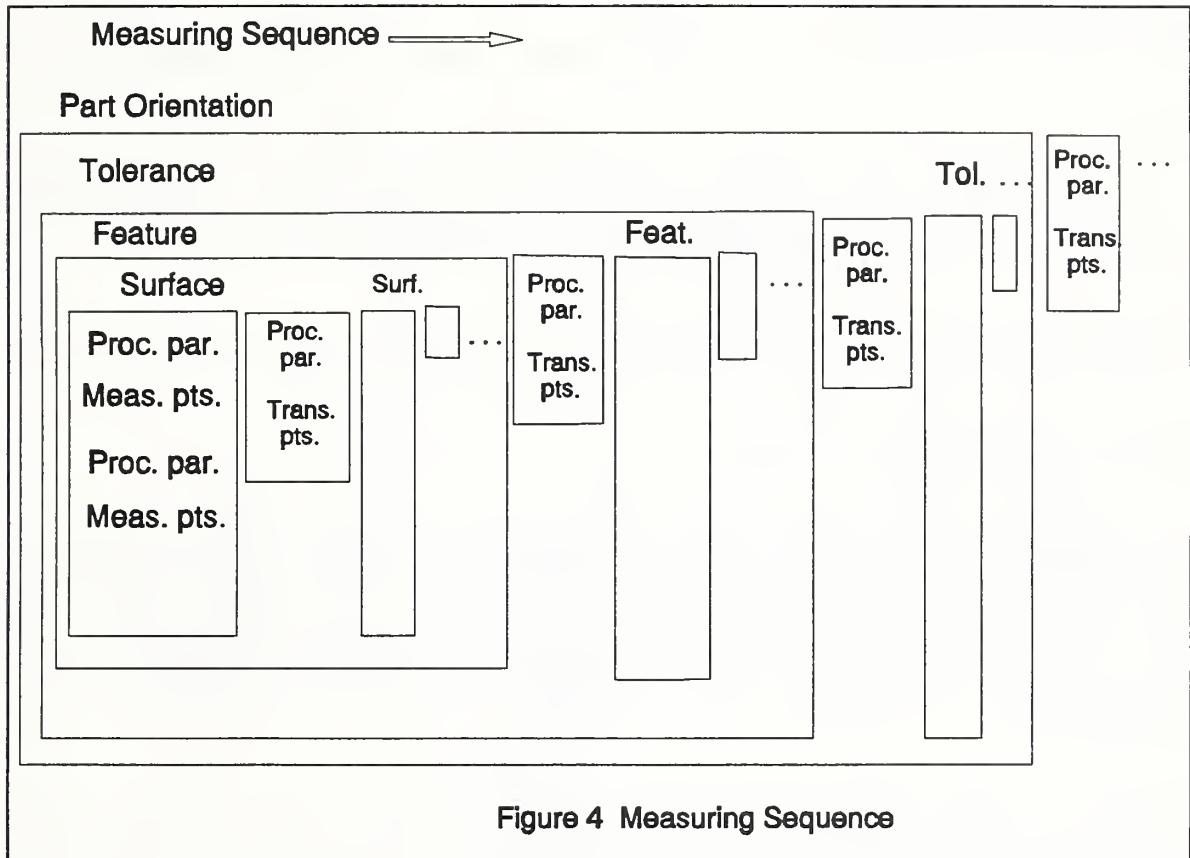 Measuring Sequence
Part Orientation
Tolerance
Tol. ...
Proc.
par.
Trans.
pts.
...
Feature
Feat.
Proc.
par.
Trans.
pts.
Surface
Surf.
...
Proc.
par.
Trans.
pts.
...
Proc. par.
Meas. pts.
Proc. par.
Meas. pts.
Proc.
par.
Trans.
pts.
Figure 4 Measuring Sequence